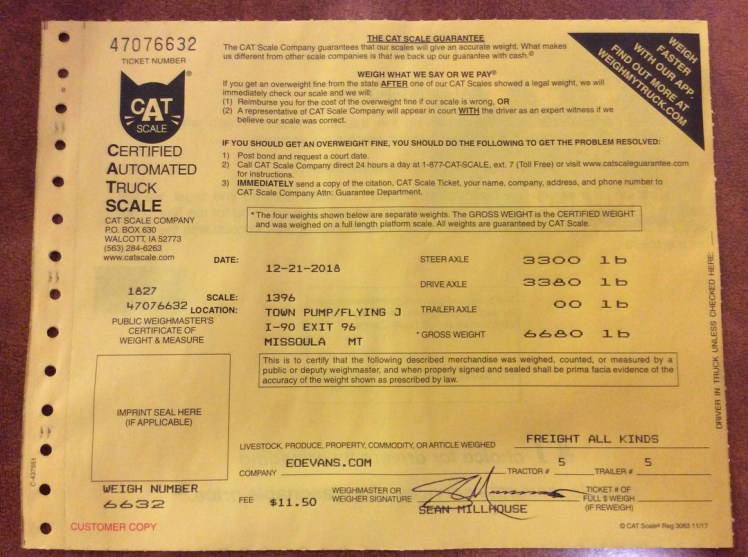 47076632
TICKET NUMBER
CAT
SCALE
CERTIFIED
AUTOMATED
TRUCK
SCALE
CAT SCALE COMPANY
P.O. BOX 630
WALCOTT, IA 52773
(563) 284-6263
www.catscale.com
THE CAT SCALE GUARANTEE
The CAT Scale Company guarantees that our scales will give an accurate weight. What makes
us different from other scale companies is that we back up our guarantee with cash.®
WEIGH WHAT WE SAY OR WE PAY®
If you get an overweight fine from the state AFTER one of our CAT Scales showed a legal weight, we will
immediately check our scale and we will:
(1) Reimburse you for the cost of the overweight fine if our scale is wrong, OR
(2) A representative of CAT Scale Company will appear in court WITH the driver as an expert witness if we
believe our scale was correct.
WEIGH
FASTER
WITH OUR APP.
FIND OUT MORE AT
WEIGHMYTRUCK.COM
IF YOU SHOULD GET AN OVERWEIGHT FINE, YOU SHOULD DO THE FOLLOWING TO GET THE PROBLEM RESOLVED:
1) Post bond and request a court date.
2) Call CAT Scale Company direct 24 hours a day at 1-877-CAT-SCALE, ext. 7 (Toll Free) or visit www.catscaleguarantee.com
for instructions.
3) IMMEDIATELY send a copy of the citation, CAT Scale Ticket, your name, company, address, and phone number to
CAT Scale Company Attn: Guarantee Department.
* The four weights shown below are separate weights. The GROSS WEIGHT is the CERTIFIED WEIGHT
and was weighed on a full length platform scale. All weights are guaranteed by CAT Scale.
DATE: 12-21-2018
STEER AXLE 3300 lb
DRIVE AXLE 3380 lb
1827
47076632
SCALE: 1396
LOCATION: TOWN PUMP/FLYING J
I-90 EXIT 96
MISSOULA MT
TRAILER AXLE 00 lb
* GROSS WEIGHT 6680 lb
PUBLIC WEIGHMASTER'S
CERTIFICATE OF
WEIGHT & MEASURE
This is to certify that the following described merchandise was weighed, counted, or measured by a
public or deputy weighmaster, and when properly signed and sealed shall be prima facia evidence of the
accuracy of the weight shown as prescribed by law.
DRIVER IN TRUCK UNLESS CHECKED HERE:
IMPRINT SEAL HERE
(IF APPLICABLE)
LIVESTOCK, PRODUCE, PROPERTY, COMMODITY, OR ARTICLE WEIGHED FREIGHT ALL KINDS
COMPANY EOEVANS.COM TRACTOR # 5 TRAILER # 5
WEIGH NUMBER
6632
FEE $11.50
WEIGHMASTER OR
WEIGHER SIGNATURE
SEAN MILLHOUSE
TICKET # OF
FULL $ WEIGH
(IF REWEIGH)
CUSTOMER COPY
© CAT Scale® Reg 3063 11/17